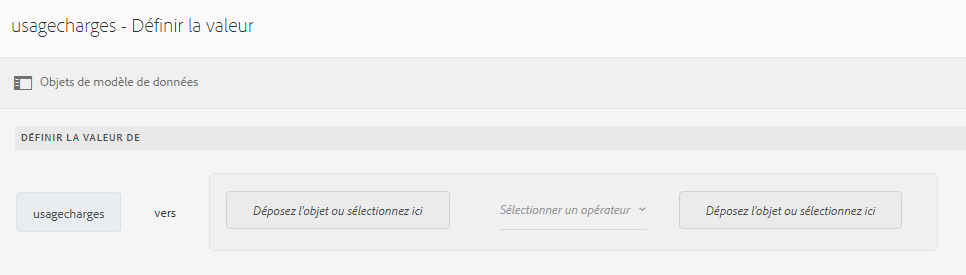 usagecharges - Définir la valeur
Objets de modèle de données
DÉFINIR LA VALEUR DE
usagecharges vers Déposez l'objet ou sélectionnez ici Sélectionner un opérateur Déposez l'objet ou sélectionnez ici